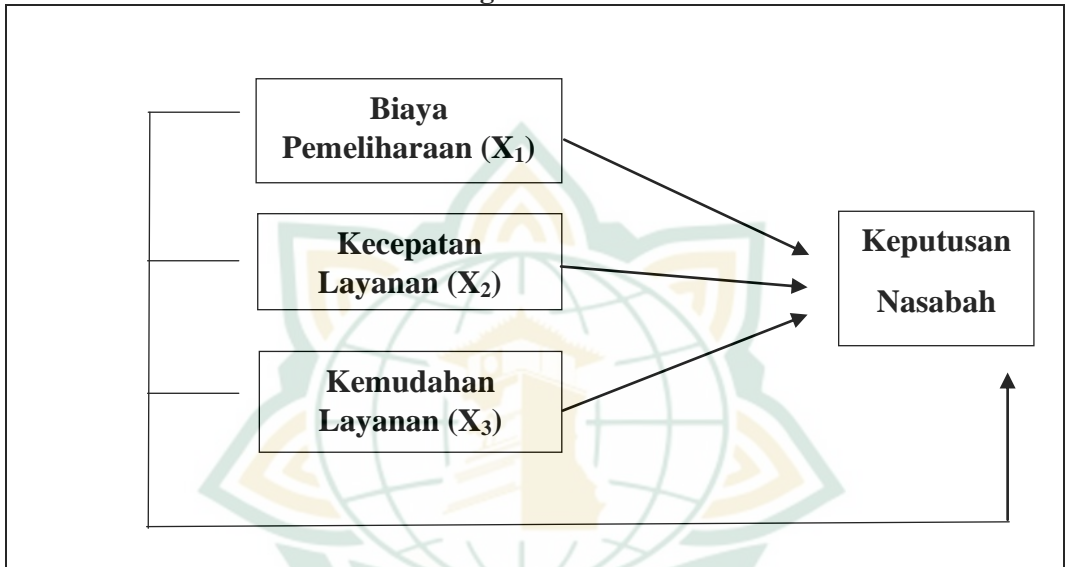 Biaya
Pemeliharaan (X₁)
Kecepatan
Layanan (X₂)
Keputusan
Nasabah
Kemudahan
Layanan (X₃)